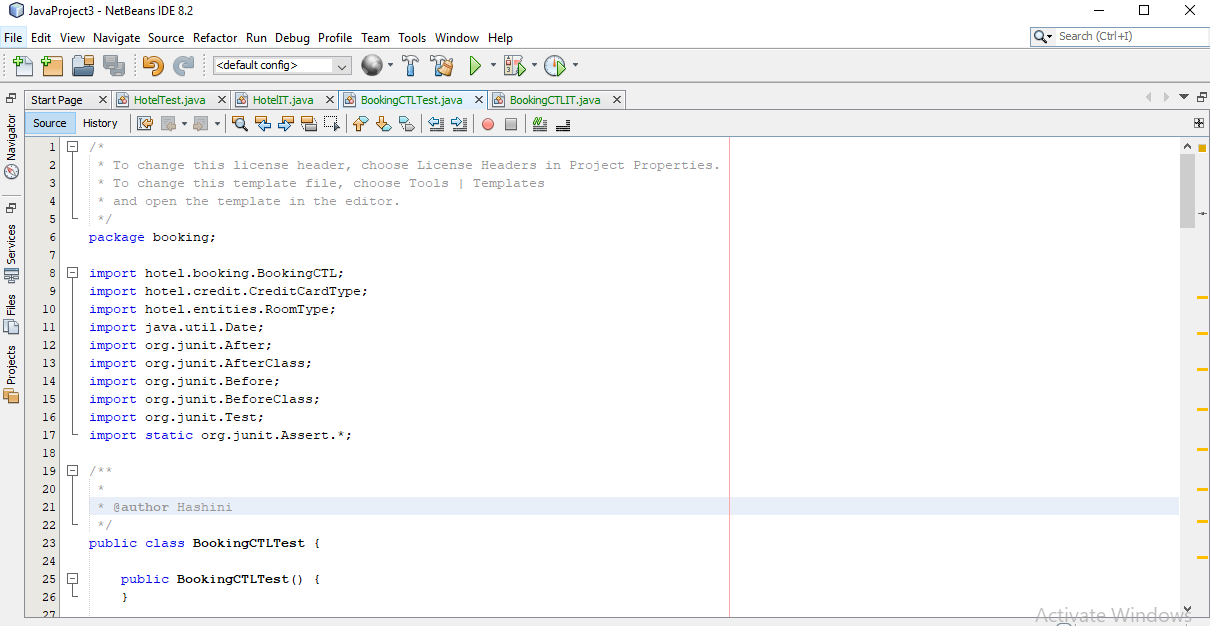 JavaProject3 - NetBeans IDE 8.2
File Edit View Navigate Source Refactor Run Debug Profile Team Tools Window Help
Search (Ctrl+I)
<default config>
Start Page HotelTest.java HotelIT.java BookingCTLTest.java BookingCTLIT.java
Source History
Navigator
Services
Files
Projects
1 /*
2 * To change this license header, choose License Headers in Project Properties.
3 * To change this template file, choose Tools | Templates
4 * and open the template in the editor.
5 */
6 package booking;
7
8 import hotel.booking.BookingCTL;
9 import hotel.credit.CreditCardType;
10 import hotel.entities.RoomType;
11 import java.util.Date;
12 import org.junit.After;
13 import org.junit.AfterClass;
14 import org.junit.Before;
15 import org.junit.BeforeClass;
16 import org.junit.Test;
17 import static org.junit.Assert.*;
18
19 /**
20 *
21 * @author Hashini
22 */
23 public class BookingCTLTest {
24
25 public BookingCTLTest() {
26 }
27
Activate Windows